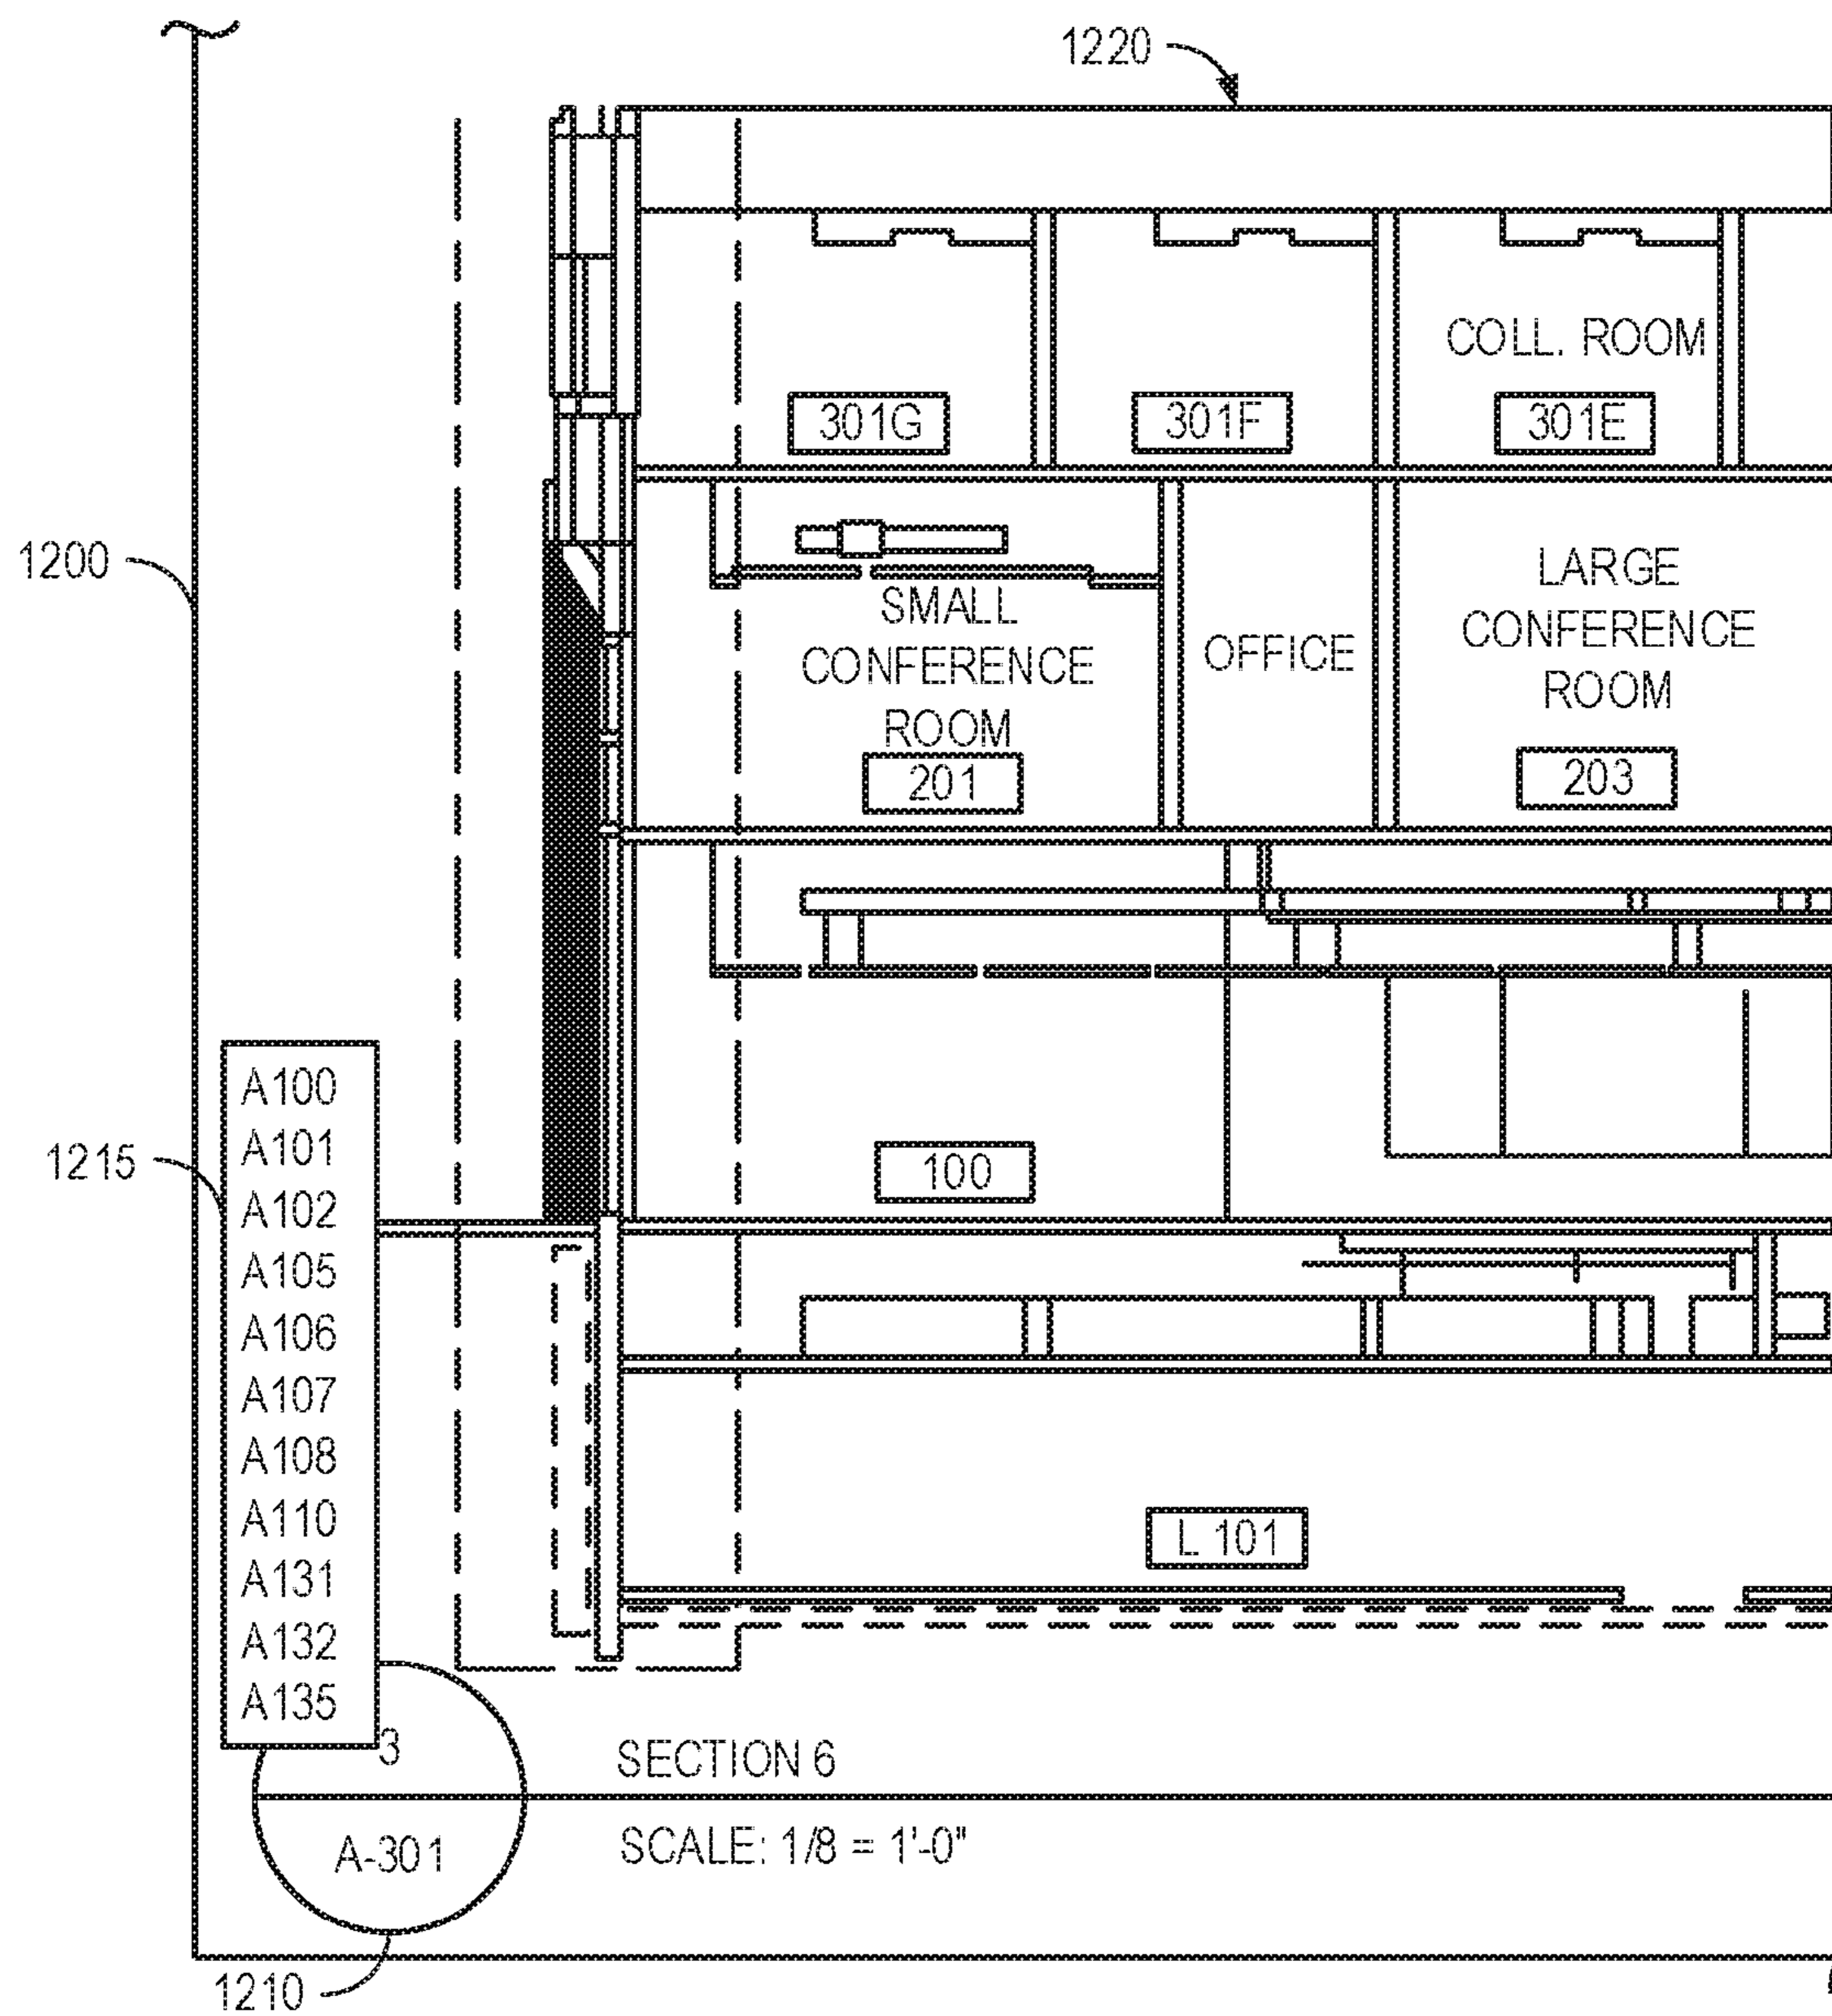 1220
COLL. ROOM
301G
301F
301E
1200
SMALL
CONFERENCE
ROOM
201
OFFICE
LARGE
CONFERENCE
ROOM
203
1215
A100
A101
A102
A105
A106
A107
A108
A110
A131
A132
A135
100
L 101
3
A-301
SECTION 6
SCALE: 1/8 = 1'-0"
1210